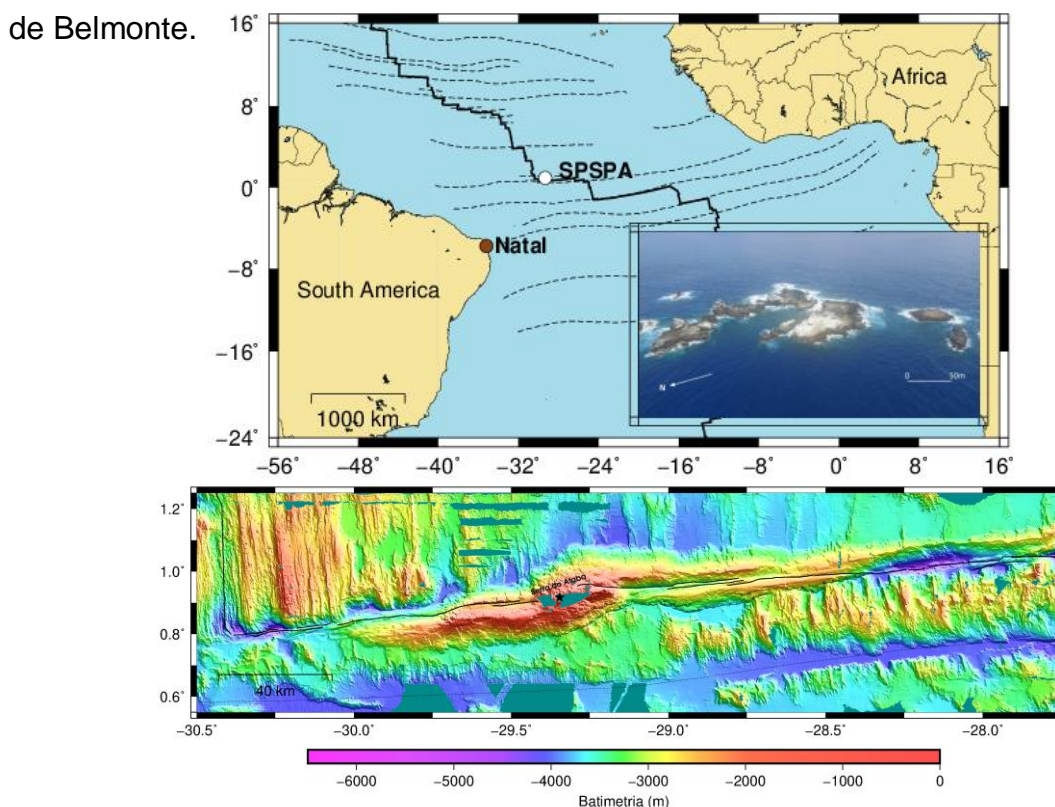 de Belmonte.
16°
8°
0°
−8°
−16°
−24°
Africa
SPSPA
Natal
South America
1000 km
N
0 50m
−56° −48° −40° −32° −24° −16° −8° 0° 8° 16°
1.2°
1.0°
0.8°
0.6°
40 km
−30.5° −30.0° −29.5° −29.0° −28.5° −28.0°
−6000 −5000 −4000 −3000 −2000 −1000 0
Batimetria (m)